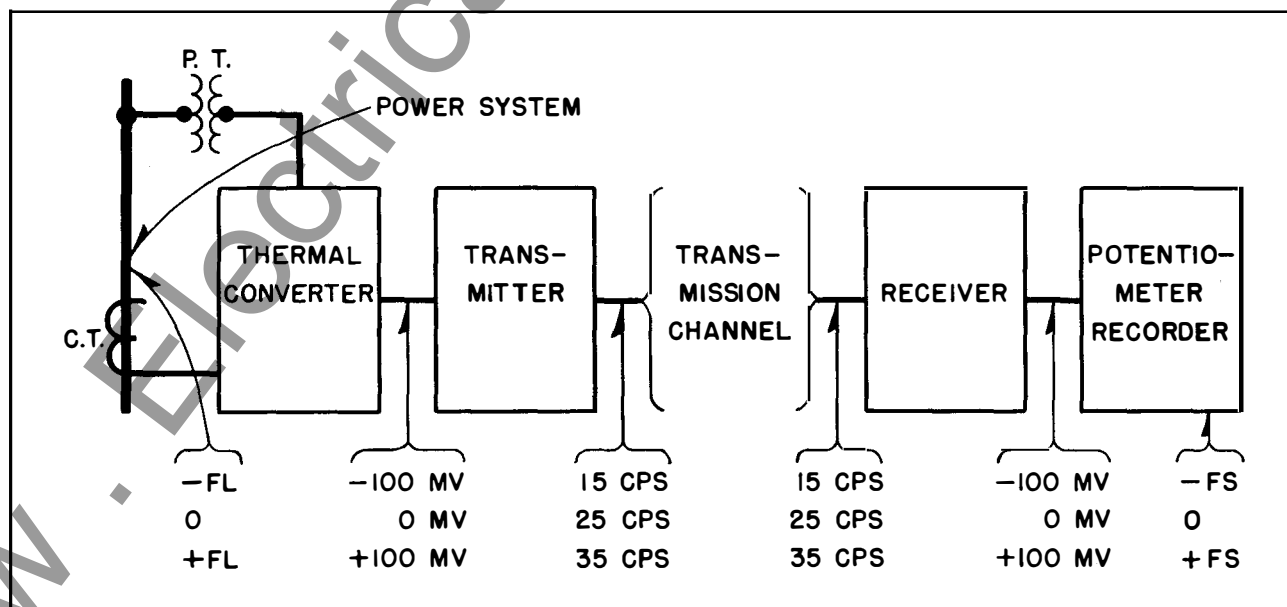 P. T.
POWER SYSTEM
C.T.
THERMAL
CONVERTER
TRANS-
MITTER
TRANS-
MISSION
CHANNEL
RECEIVER
POTENTIO-
METER
RECORDER
-FL
0
+FL
-100 MV
0 MV
+100 MV
15 CPS
25 CPS
35 CPS
15 CPS
25 CPS
35 CPS
-100 MV
0 MV
+100 MV
-FS
0
+FS
w . Electrica